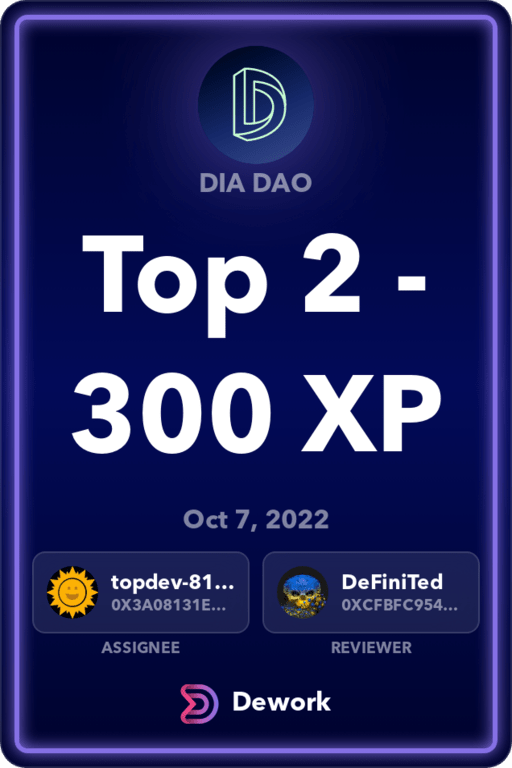 DIA DAO
Top 2 -
300 XP
Oct 7, 2022
topdev-81...
0X3A08131E...
DeFiniTed
0XCFBFC954...
ASSIGNEE
REVIEWER
Dework